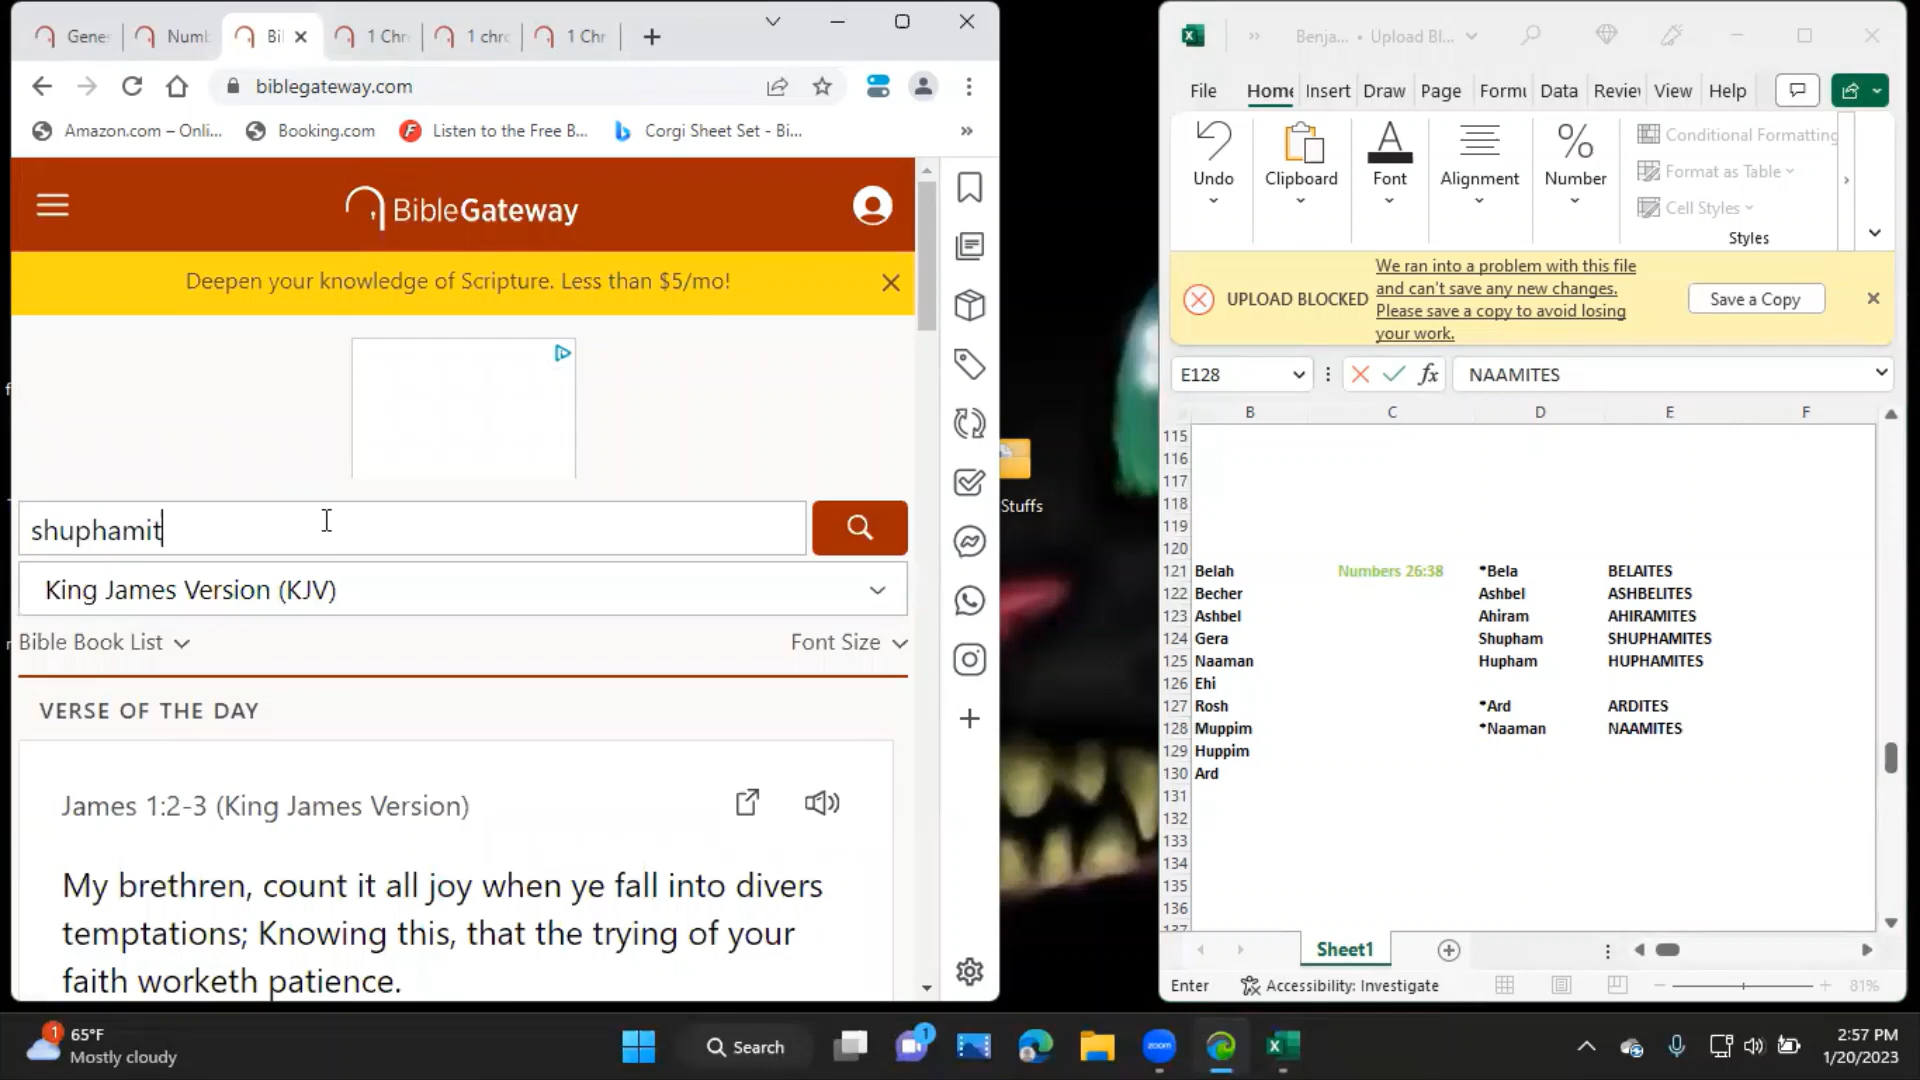 Gene
Numb
Bi
1 Chr
1 chro
1 Chr
biblegateway.com
Amazon.com – Onli...
Booking.com
Listen to the Free B...
Corgi Sheet Set - Bi...
BibleGateway
Deepen your knowledge of Scripture. Less than $5/mo!
shuphamit
King James Version (KJV)
Bible Book List
Font Size
VERSE OF THE DAY
James 1:2-3 (King James Version)
My brethren, count it all joy when ye fall into divers
temptations; Knowing this, that the trying of your
faith worketh patience.
Stuffs
Benja... • Upload Bl...
File Home Insert Draw Page Formu Data Review View Help
Undo
Clipboard
Font
Alignment
Number
Conditional Formatting
Format as Table
Cell Styles
Styles
UPLOAD BLOCKED
We ran into a problem with this file
and can't save any new changes.
Please save a copy to avoid losing
your work.
Save a Copy
E128
fx
NAAMITES
B C D E F
115
116
117
118
119
120
121 Belah Numbers 26:38 *Bela BELAITES
122 Becher Ashbel ASHBELITES
123 Ashbel Ahiram AHIRAMITES
124 Gera Shupham SHUPHAMITES
125 Naaman Hupham HUPHAMITES
126 Ehi
127 Rosh *Ard ARDITES
128 Muppim *Naaman NAAMITES
129 Huppim
130 Ard
131
132
133
134
135
136
137
Sheet1
Enter
Accessibility: Investigate
81%
1
65°F
Mostly cloudy
Search
1
zoom
2:57 PM
1/20/2023